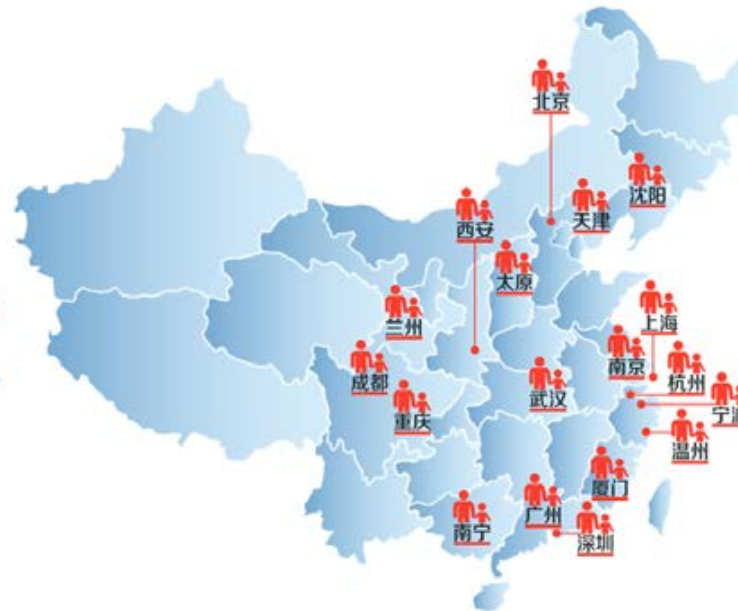 北京
沈阳
天津
西安
太原
上海
兰州
南京
成都
武汉
杭州
重庆
温州
厦门
南宁
广州
深圳